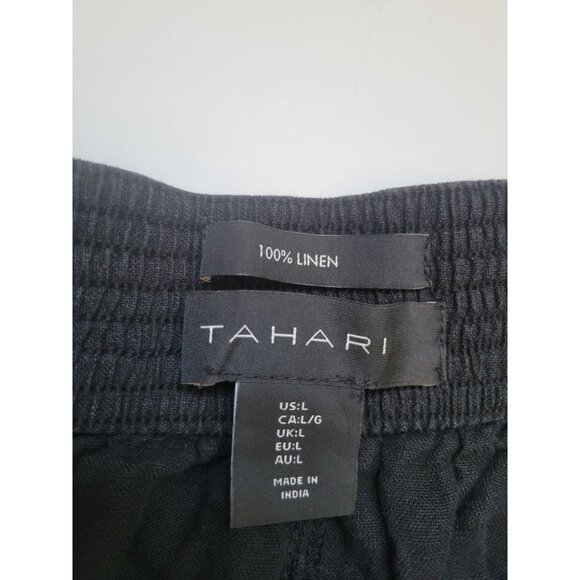 100% LINEN
TAHARI
US:L
CA:L/G
UK:L
EU:L
AU:L
MADE IN
INDIA